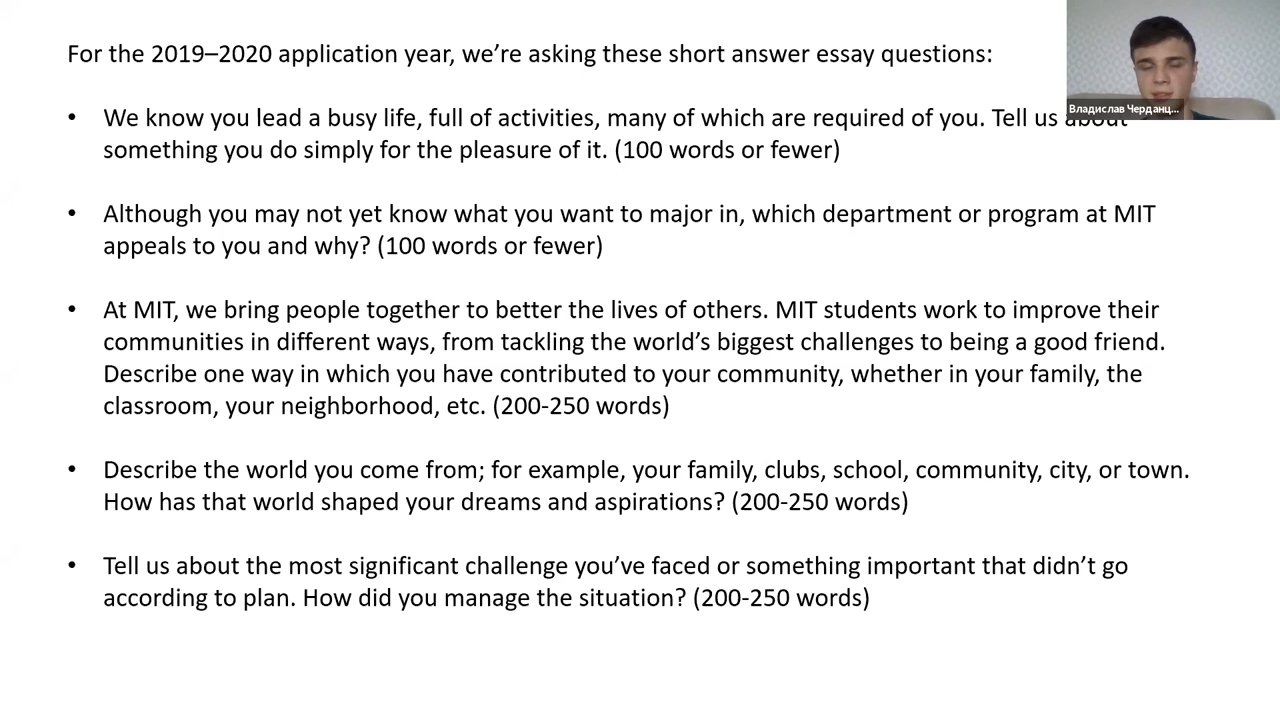 For the 2019–2020 application year, we’re asking these short answer essay questions:
• We know you lead a busy life, full of activities, many of which are required of you. Tell us about
something you do simply for the pleasure of it. (100 words or fewer)
• Although you may not yet know what you want to major in, which department or program at MIT
appeals to you and why? (100 words or fewer)
• At MIT, we bring people together to better the lives of others. MIT students work to improve their
communities in different ways, from tackling the world’s biggest challenges to being a good friend.
Describe one way in which you have contributed to your community, whether in your family, the
classroom, your neighborhood, etc. (200-250 words)
• Describe the world you come from; for example, your family, clubs, school, community, city, or town.
How has that world shaped your dreams and aspirations? (200-250 words)
• Tell us about the most significant challenge you’ve faced or something important that didn’t go
according to plan. How did you manage the situation? (200-250 words)
Владислав Черданц...